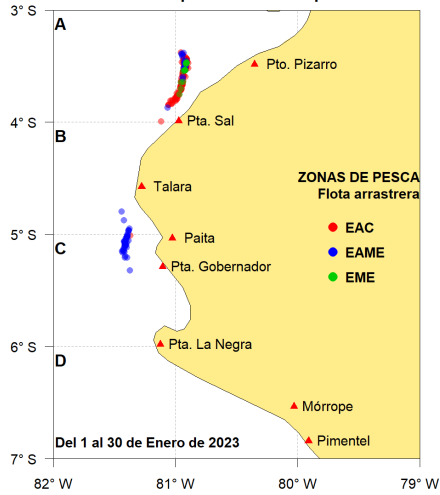 3° S
A
Pto. Pizarro
4° S
Pta. Sal
B
ZONAS DE PESCA
Talara
Flota arrastrera
EAC
5° S
Paita
C
EAME
Pta. Gobernador
EME
6° S
Pta. La Negra
D
Mórrope
Del 1 al 30 de Enero de 2023
Pimentel
7° S
82° W
81° W
80° W
79° W